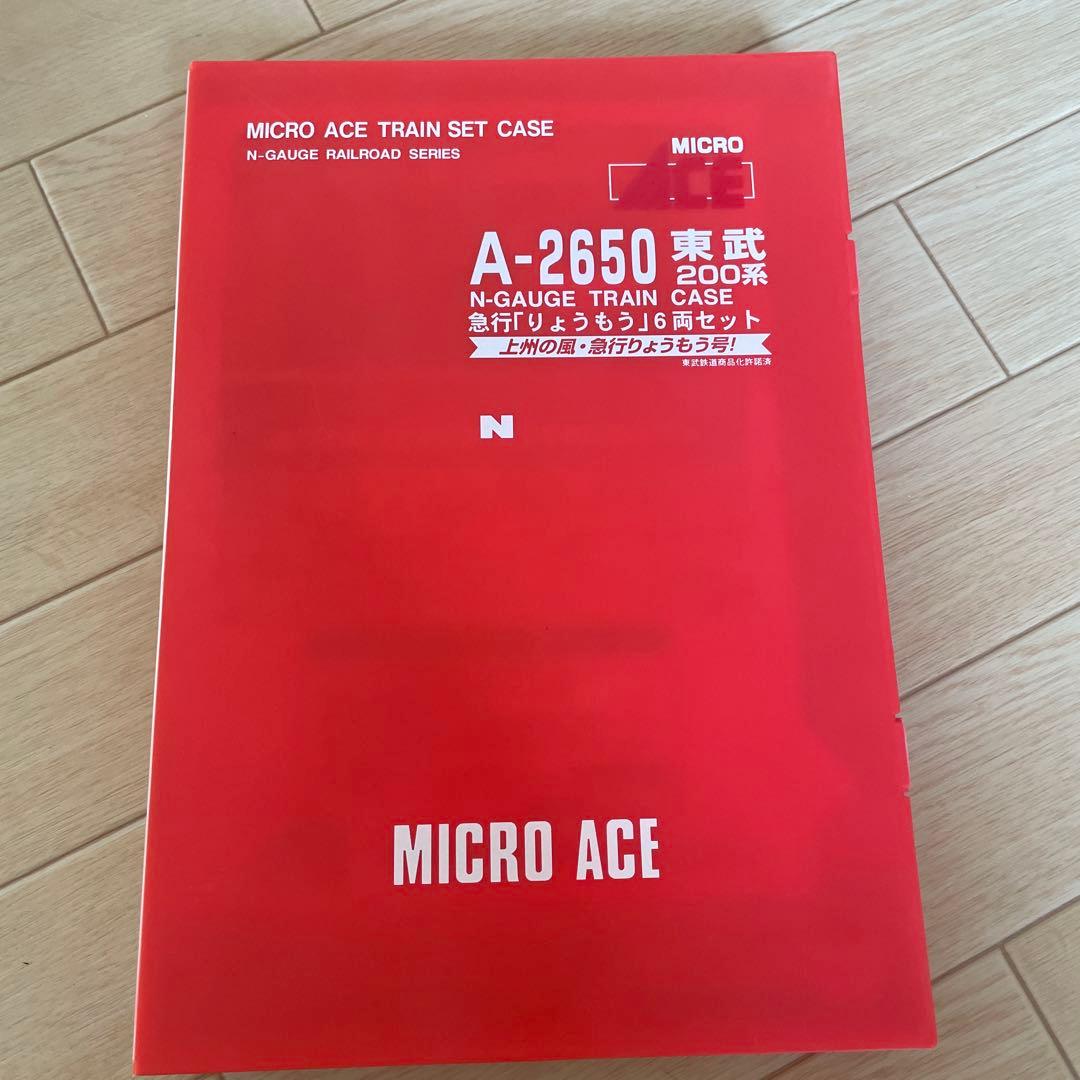 MICRO ACE TRAIN SET CASE
N-GAUGE RAILROAD SERIES
MICRO
ACE
A-2650 東武
200系
N-GAUGE TRAIN CASE
急行「りょうもう」6両セット
上州の風・急行りょうもう号!
東武鉄道商品化許諾済
N
MICRO ACE